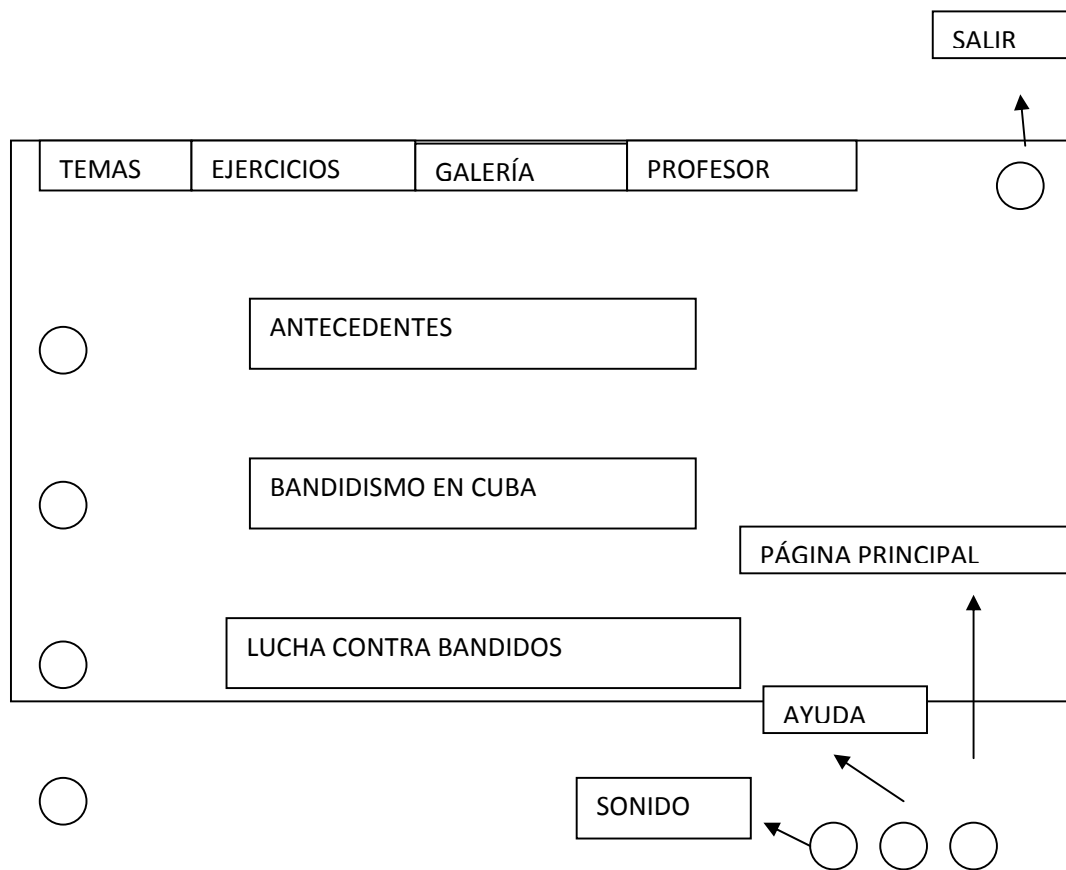 SALIR
TEMAS
EJERCICIOS
GALERÍA
PROFESOR
ANTECEDENTES
BANDIDISMO EN CUBA
PÁGINA PRINCIPAL
LUCHA CONTRA BANDIDOS
AYUDA
SONIDO